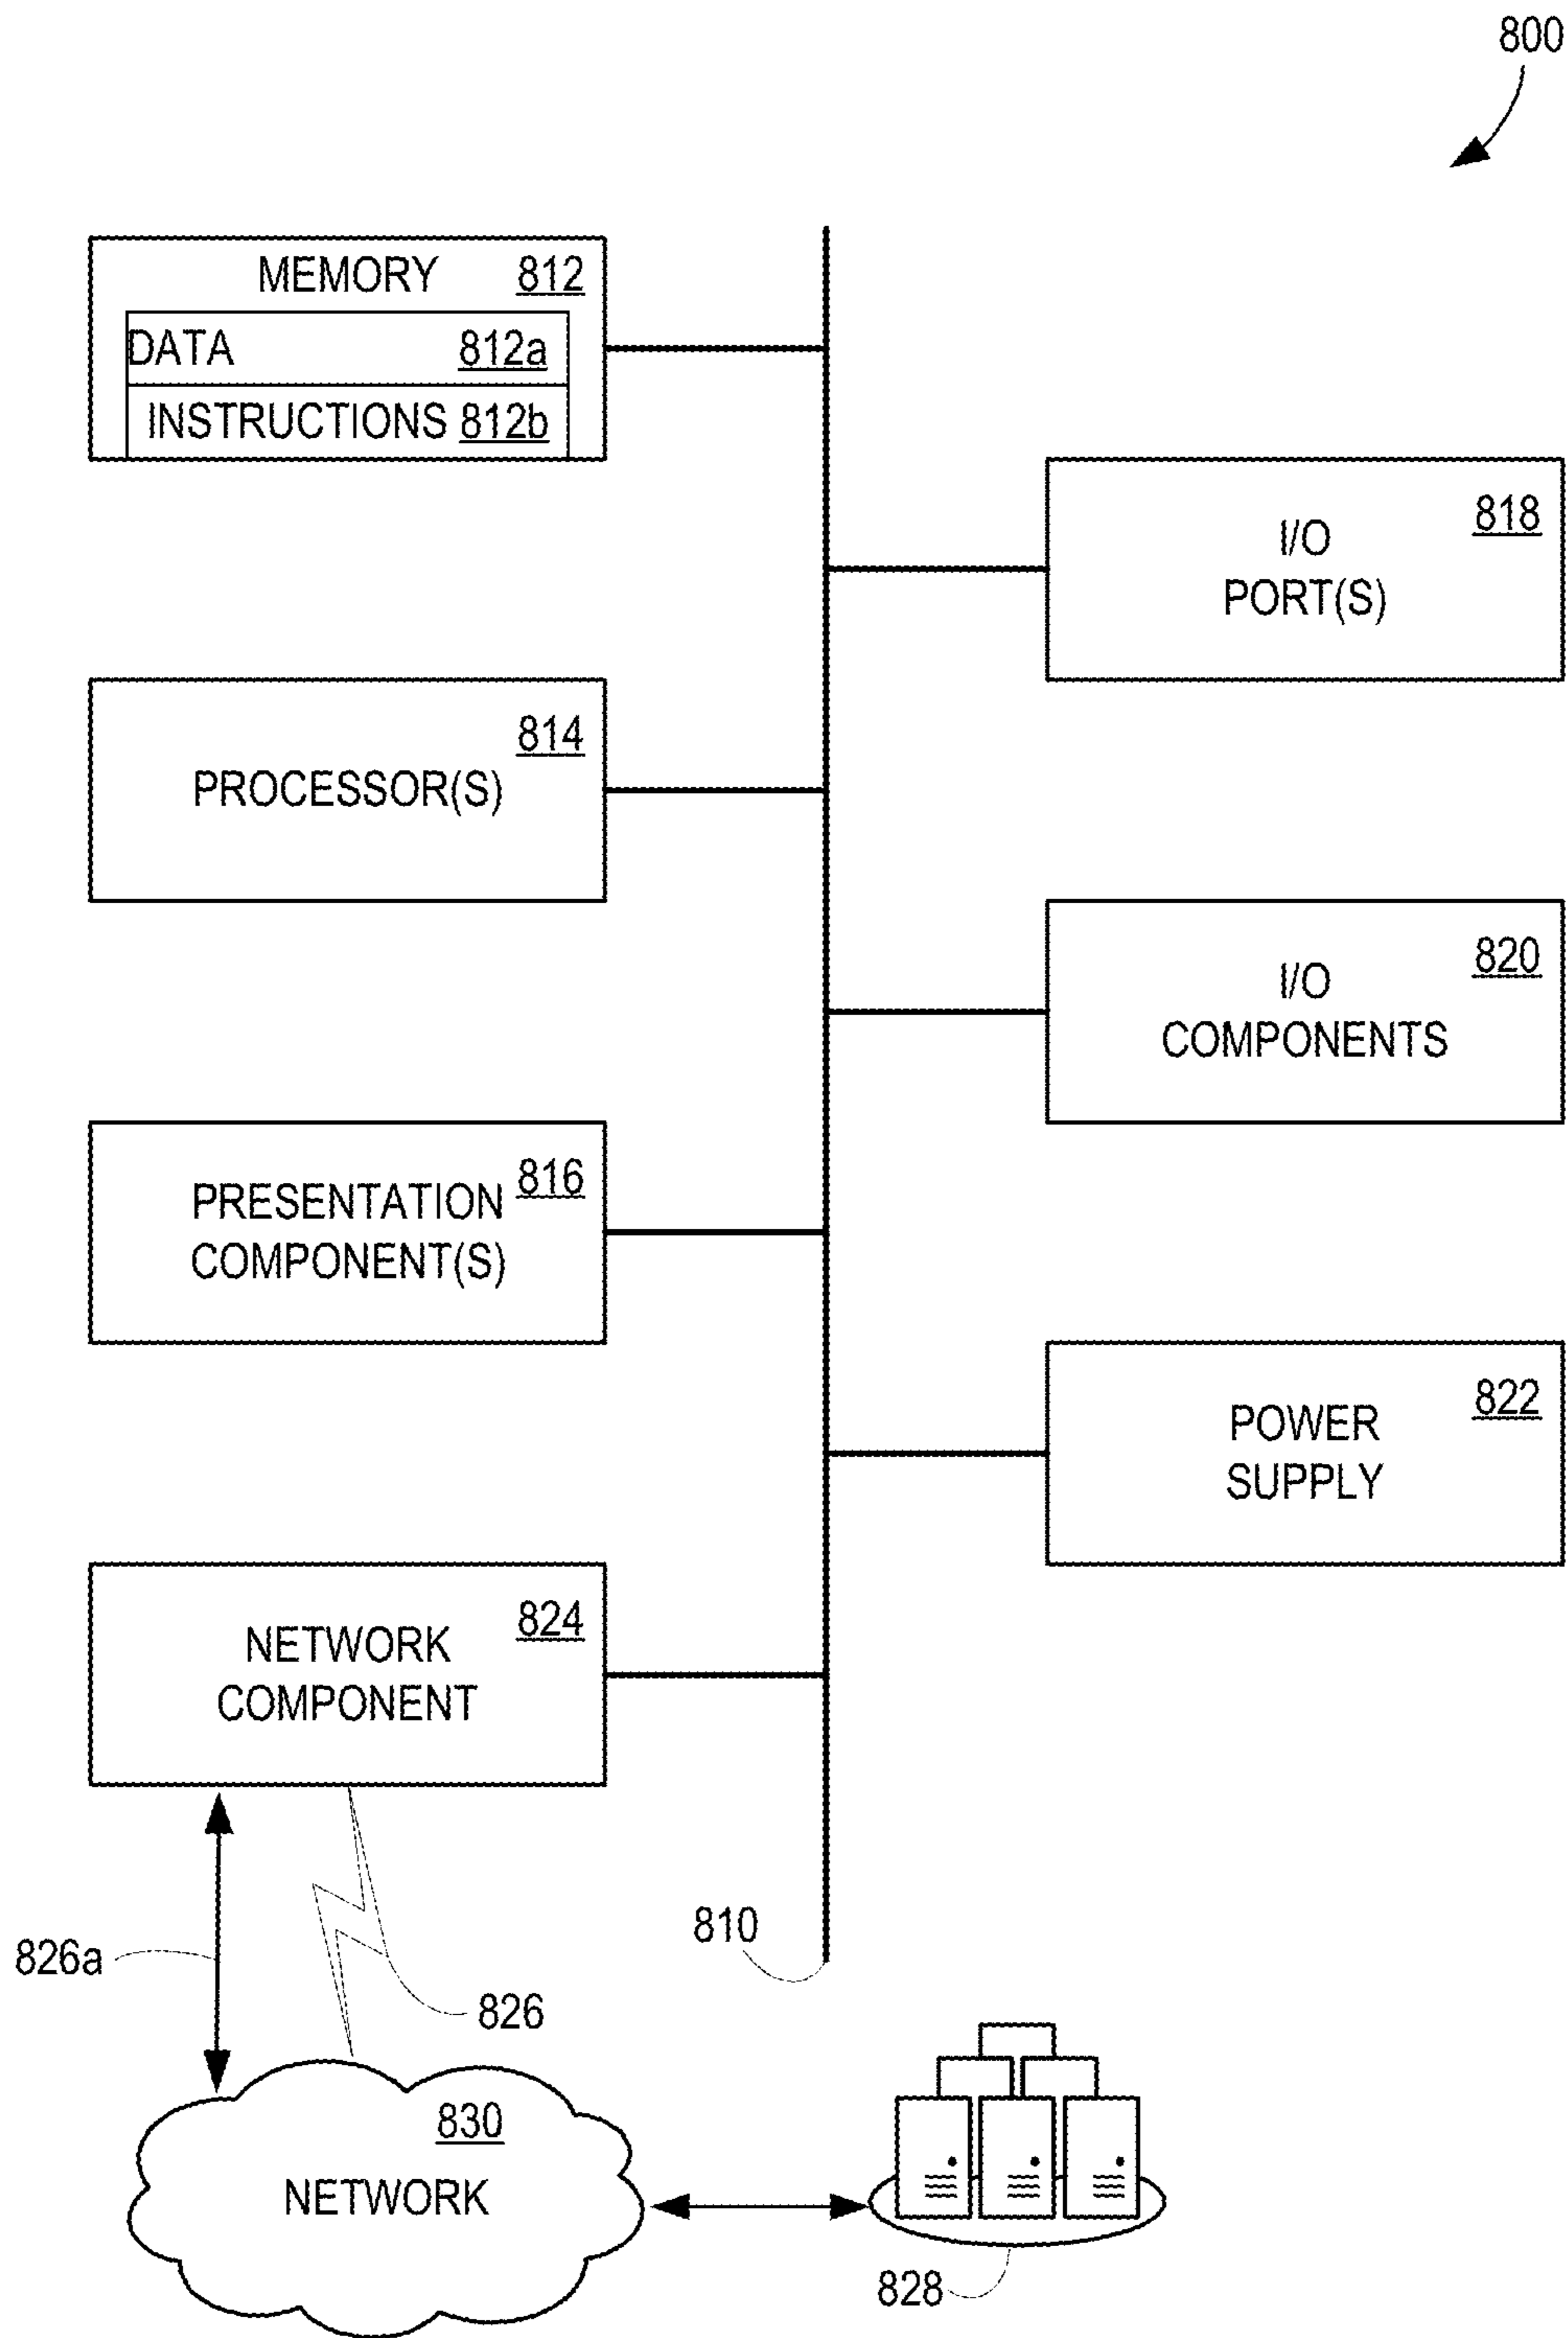 800
MEMORY 812
DATA 812a
INSTRUCTIONS 812b
I/O 818
PORT(S)
814
PROCESSOR(S)
820
I/O
COMPONENTS
816
PRESENTATION
COMPONENT(S)
822
POWER
SUPPLY
824
NETWORK
COMPONENT
826a
826
810
830
NETWORK
828